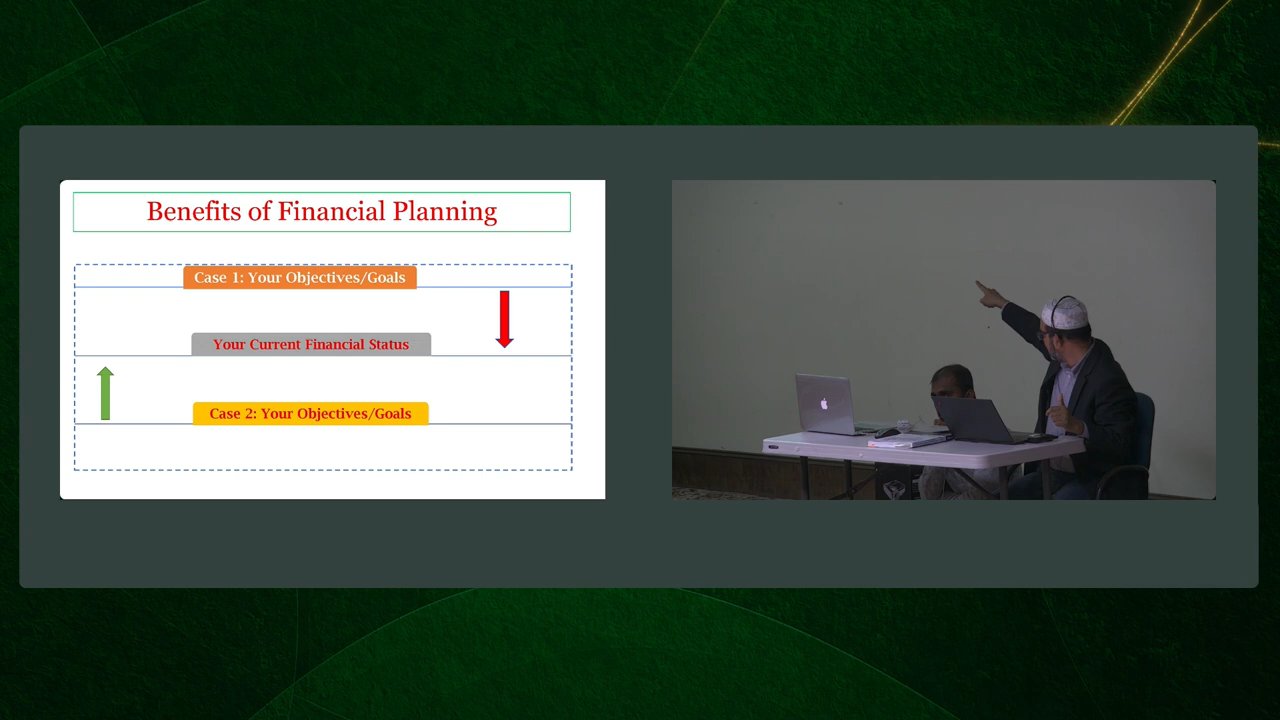 Benefits of Financial Planning
Case 1: Your Objectives/Goals
Your Current Financial Status
Case 2: Your Objectives/Goals